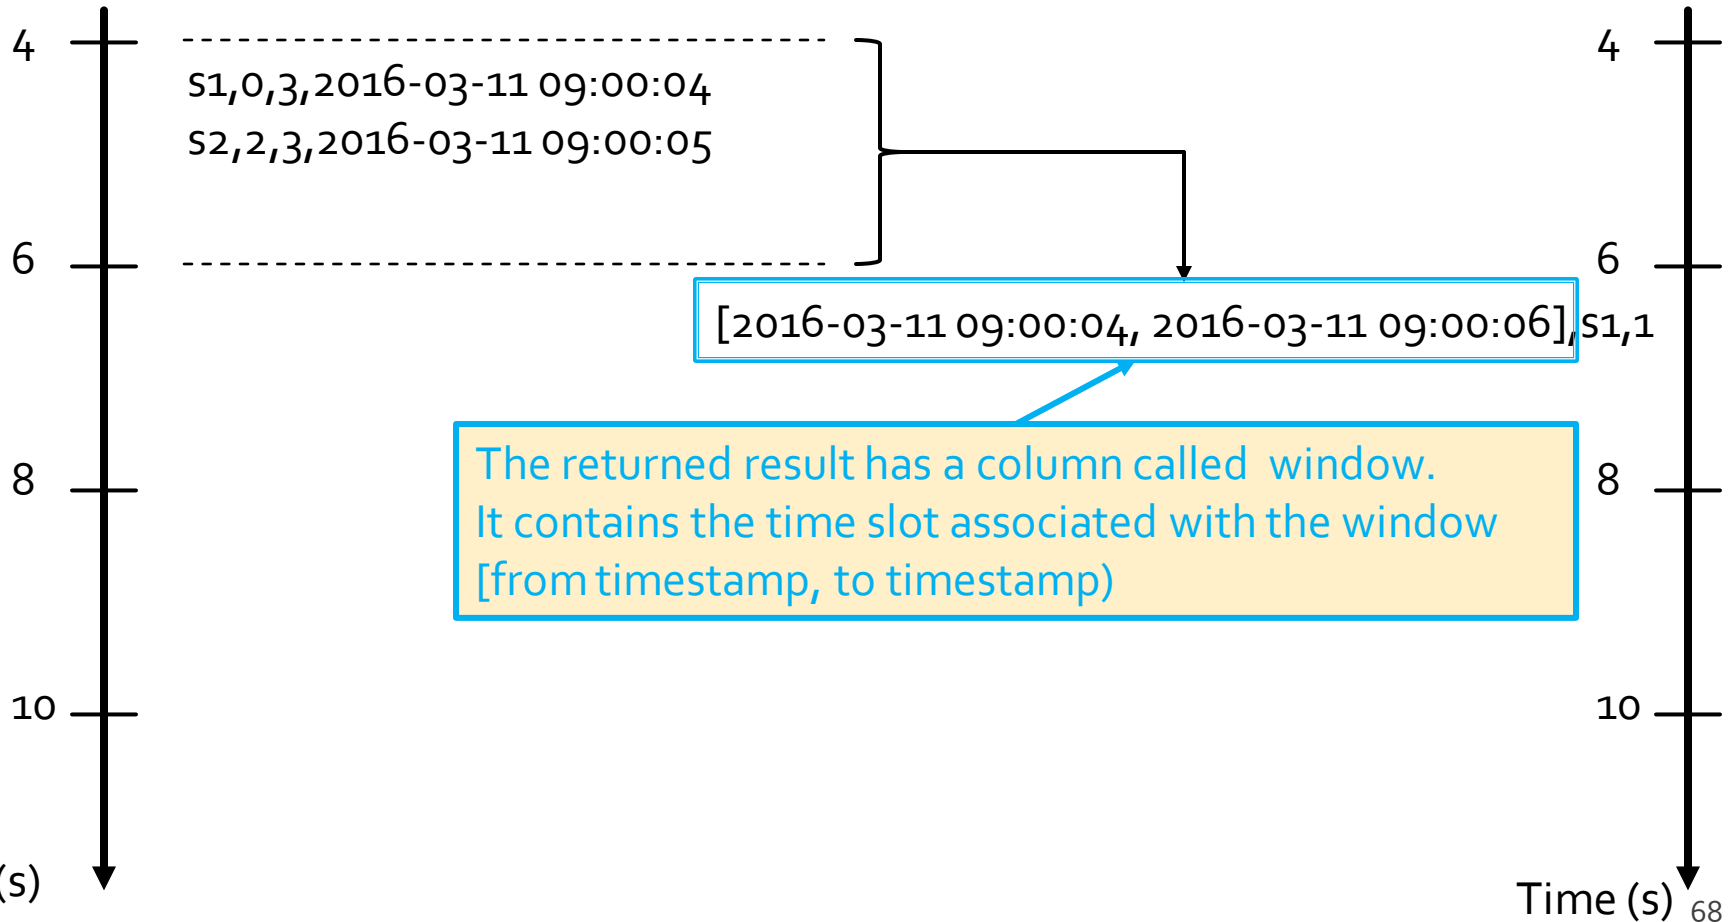 4
s1,0,3,2016-03-11 09:00:04
s2,2,3,2016-03-11 09:00:05
4
6
6
[2016-03-11 09:00:04, 2016-03-11 09:00:06],s1,1
The returned result has a column called  window.
It contains the time slot associated with the window
[from timestamp, to timestamp)
8
8
10
10
(s)
Time (s)
68